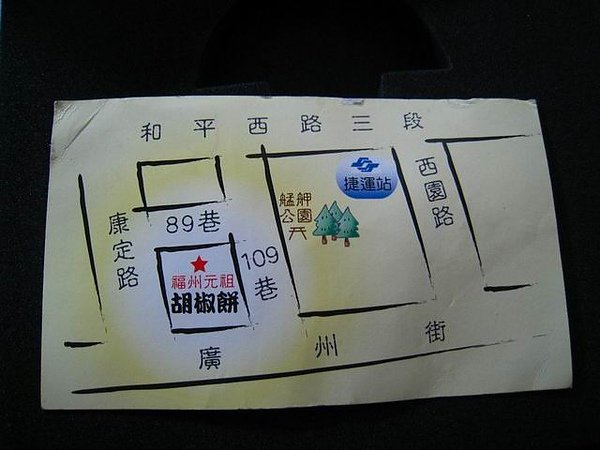 和平西路三段
捷運站
西園路
艋舺
公園
康定路
89巷
109巷
福州元祖
胡椒餅
廣州街